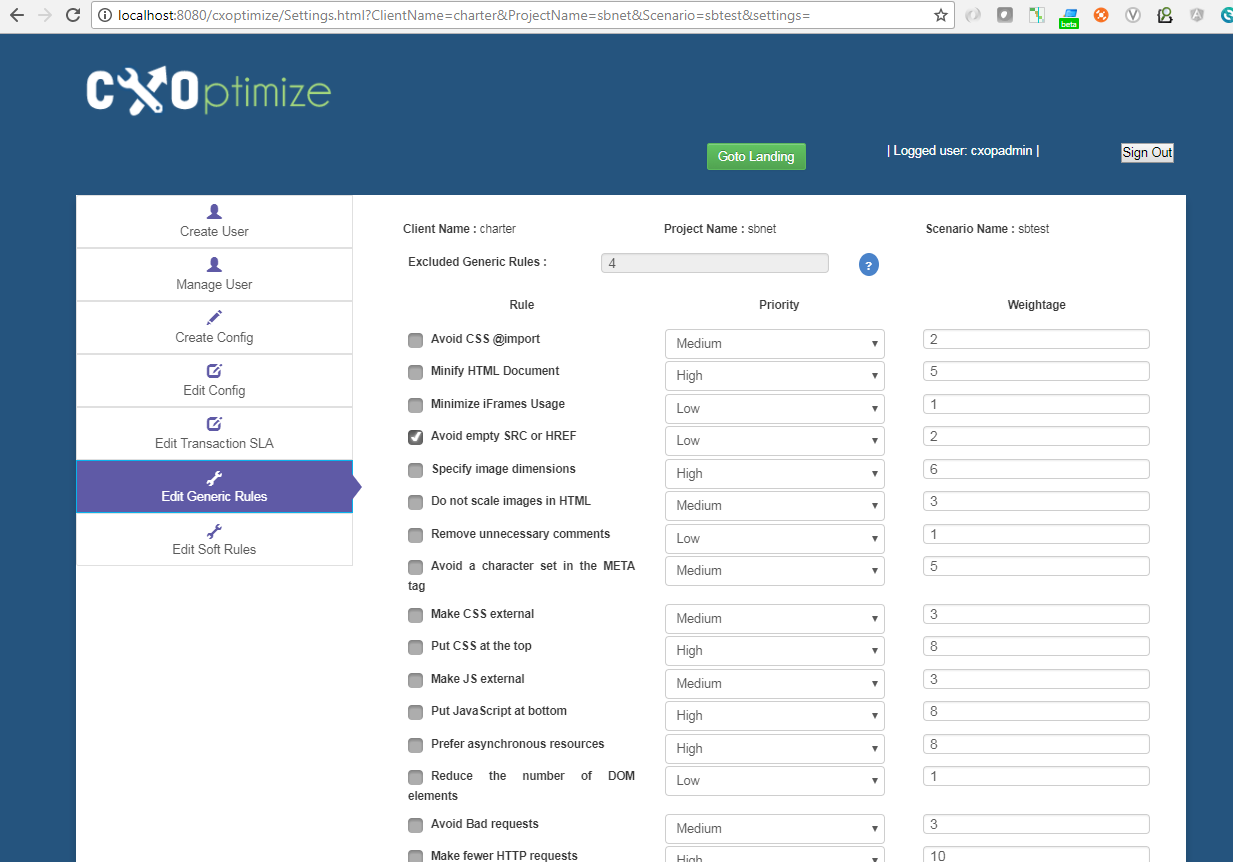 localhost:8080/cxoptimize/Settings.html?ClientName=charter&ProjectName=sbnet&Scenario=sbtest&settings=
beta
CXOptimize
Goto Landing
| Logged user: cxopadmin |
Sign Out
Create User
Manage User
Create Config
Edit Config
Edit Transaction SLA
Edit Generic Rules
Edit Soft Rules
Client Name : charter Project Name : sbnet Scenario Name : sbtest
Excluded Generic Rules : 4 ?
Rule Priority Weightage
Avoid CSS @import Medium 2
Minify HTML Document High 5
Minimize iFrames Usage Low 1
Avoid empty SRC or HREF Low 2
Specify image dimensions High 6
Do not scale images in HTML Medium 3
Remove unnecessary comments Low 1
Avoid a character set in the META Medium 5
tag
Make CSS external Medium 3
Put CSS at the top High 8
Make JS external Medium 3
Put JavaScript at bottom High 8
Prefer asynchronous resources High 8
Reduce the number of DOM Low 1
elements
Avoid Bad requests Medium 3
Make fewer HTTP requests High 10